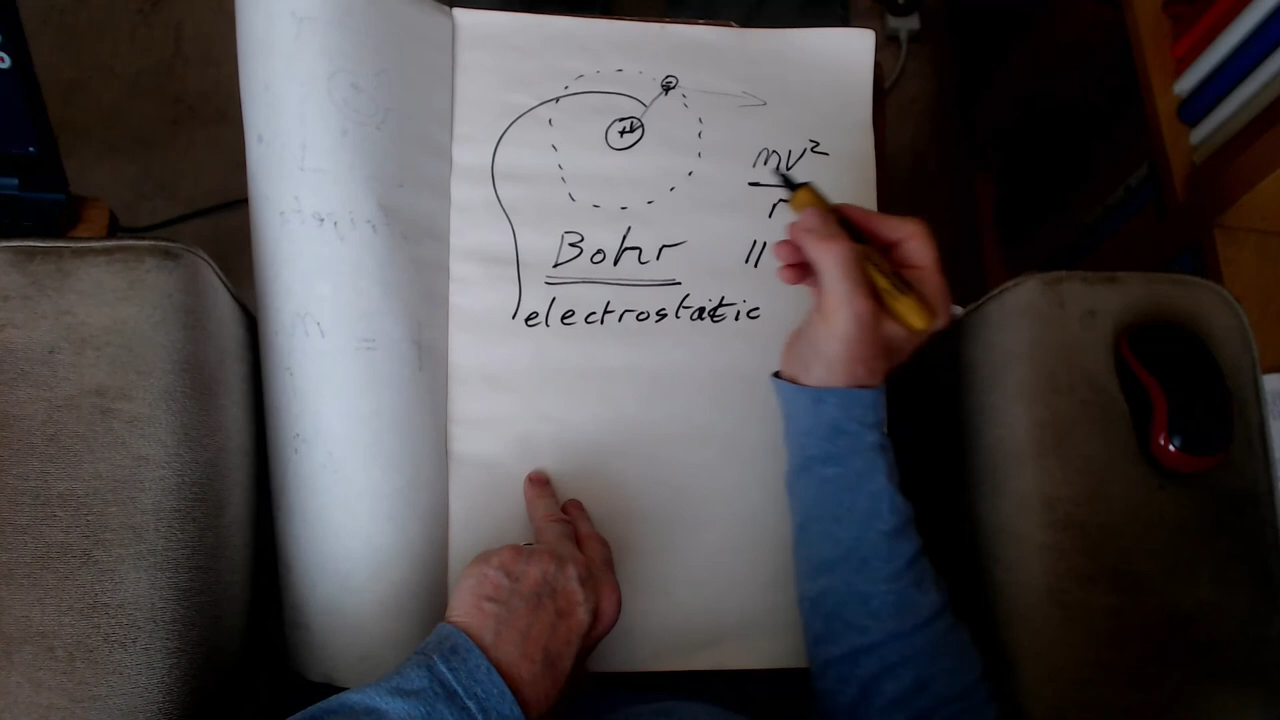 -
+
mv²
r
Bohr
=
electrostatic